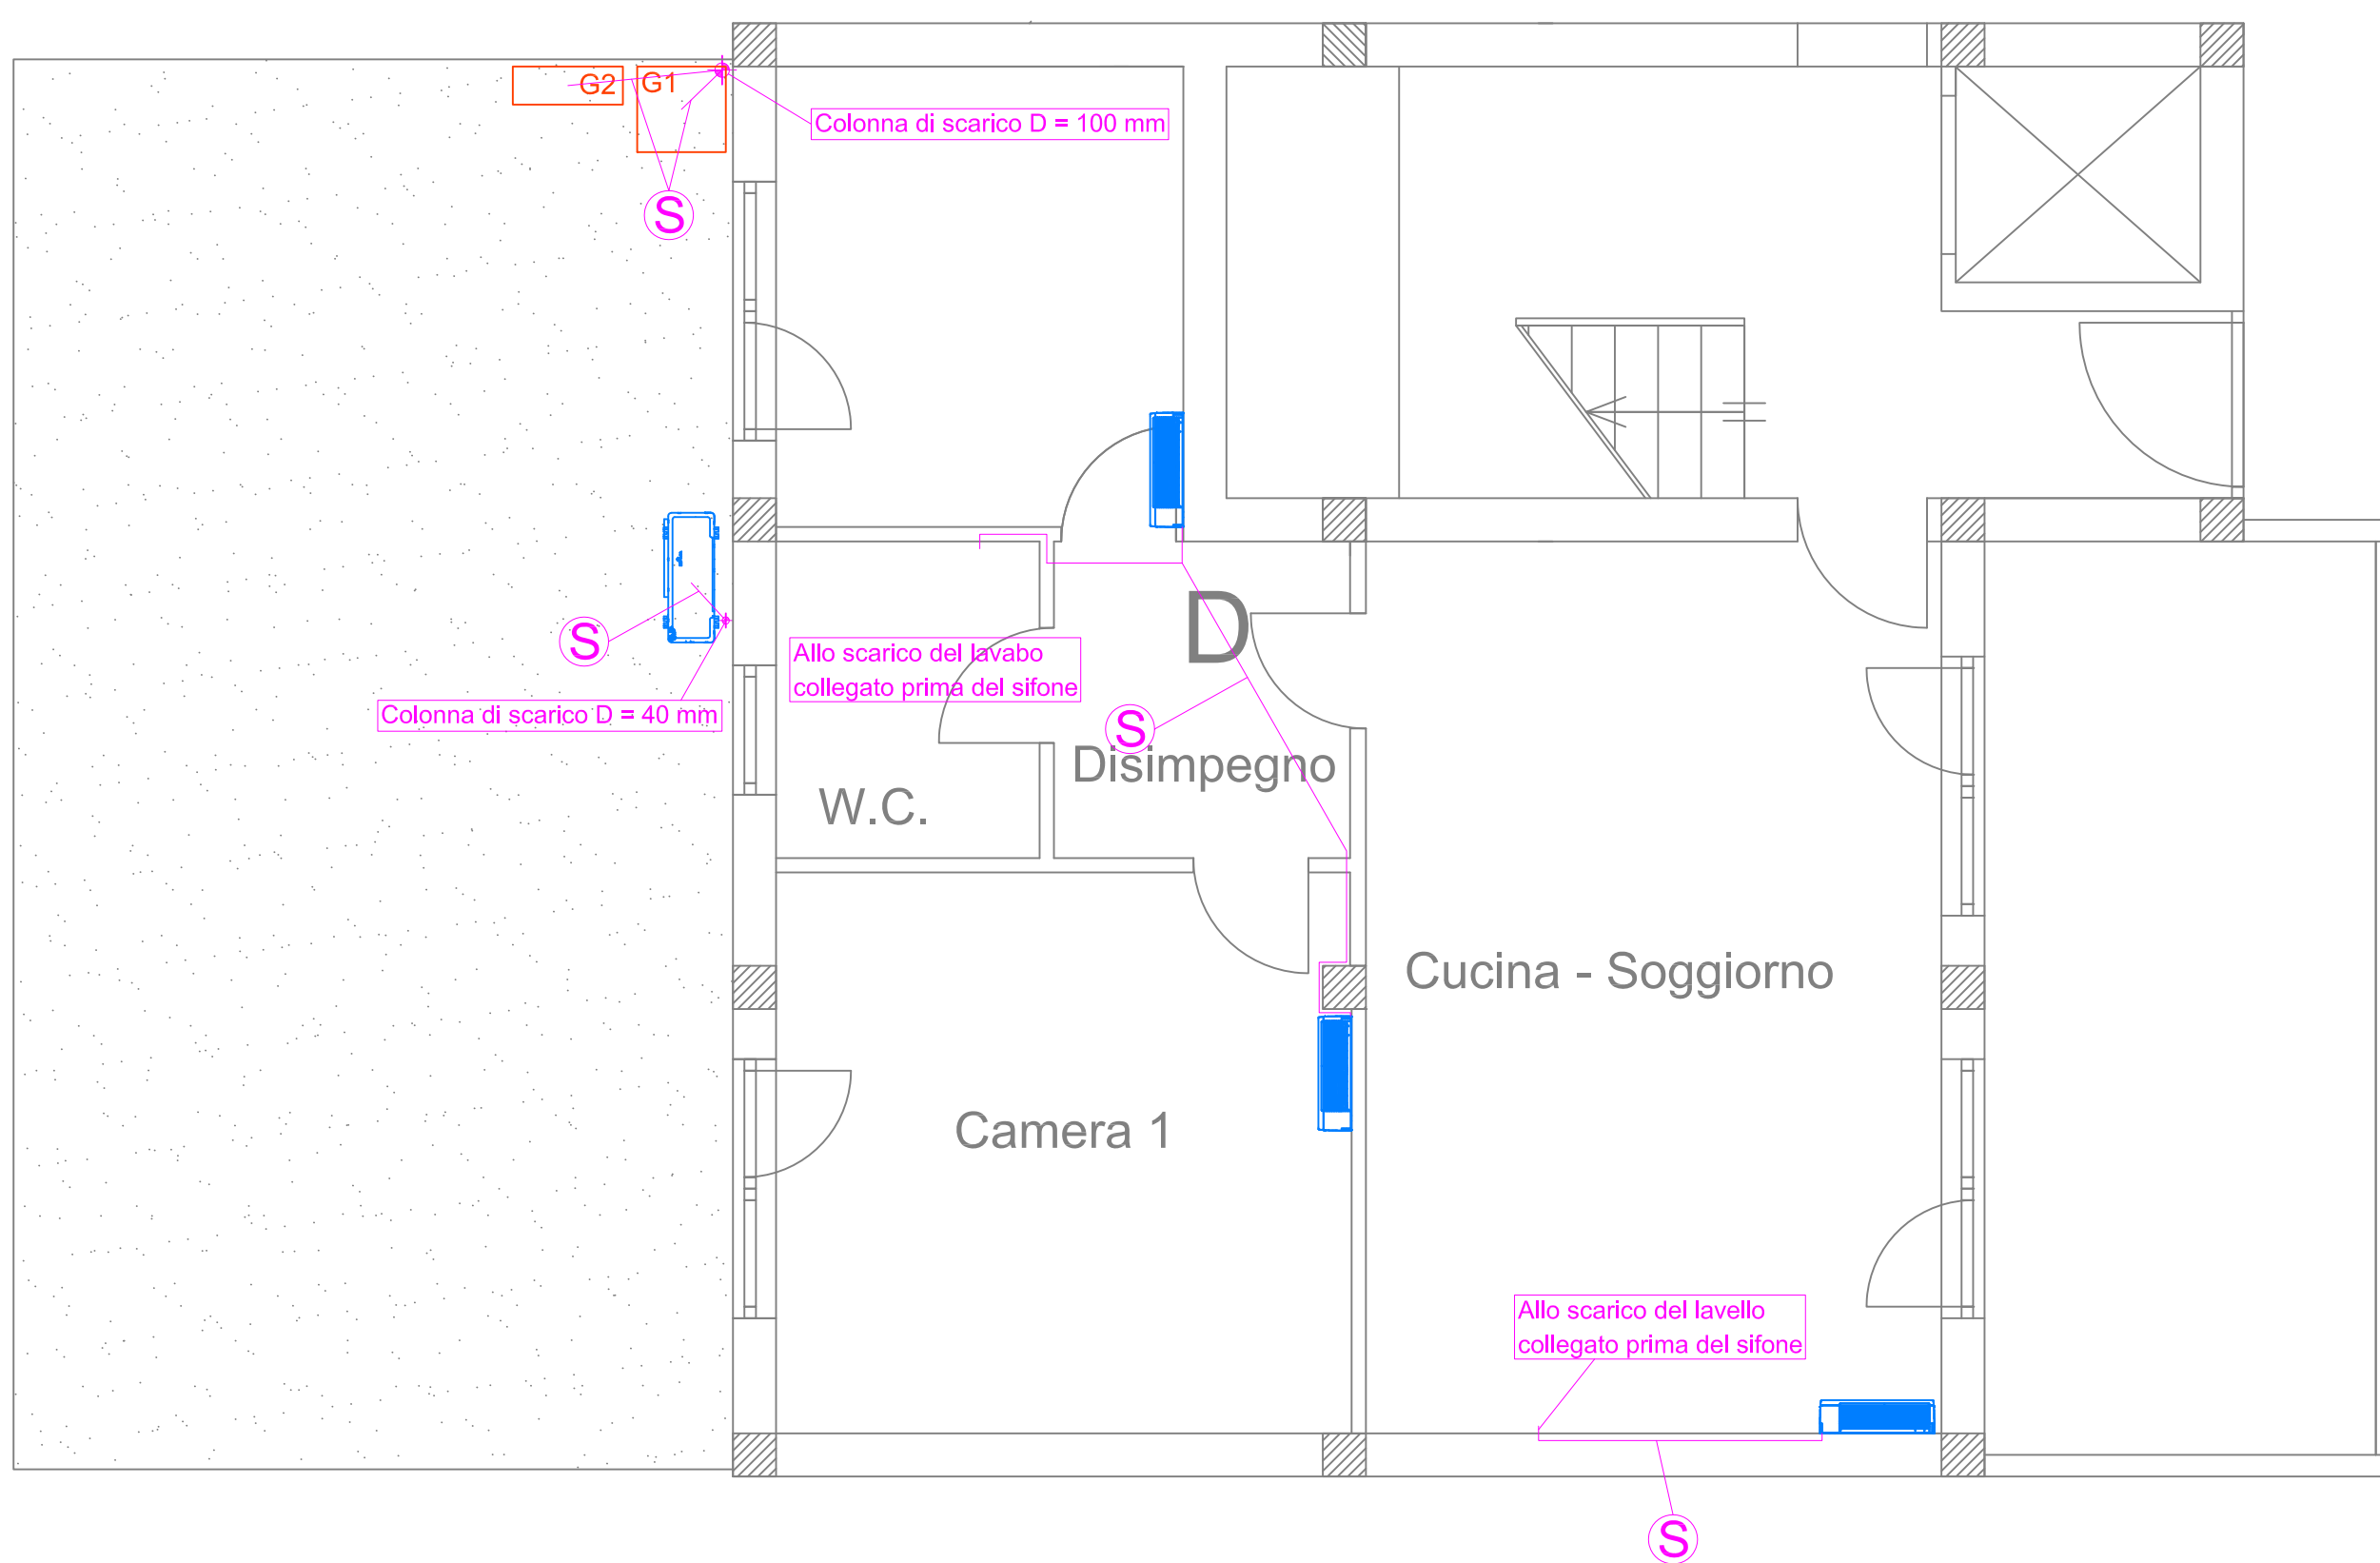 G2
G1
Colonna di scarico D = 100 mm
S
D
S
Allo scarico del lavabo
collegato prima del sifone
Colonna di scarico D = 40 mm
S
Disimpegno
W.C.
Cucina - Soggiorno
Camera 1
Allo scarico del lavello
collegato prima del sifone
S